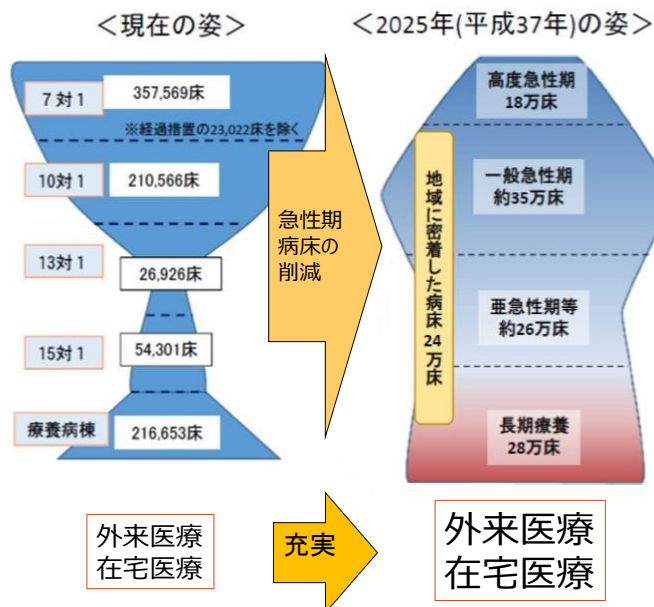 ＜現在の姿＞
7対1
357,569床
※経過措置の23,022床を除く
10対1
210,566床
13対1
26,926床
15対1
54,301床
療養病棟
216,653床
急性期
病床の
削減
＜2025年(平成37年)の姿＞
高度急性期
18万床
一般急性期
約35万床
亜急性期等
約26万床
長期療養
28万床
地域に密着した病床24万床
外来医療
在宅医療
充実
外来医療
在宅医療